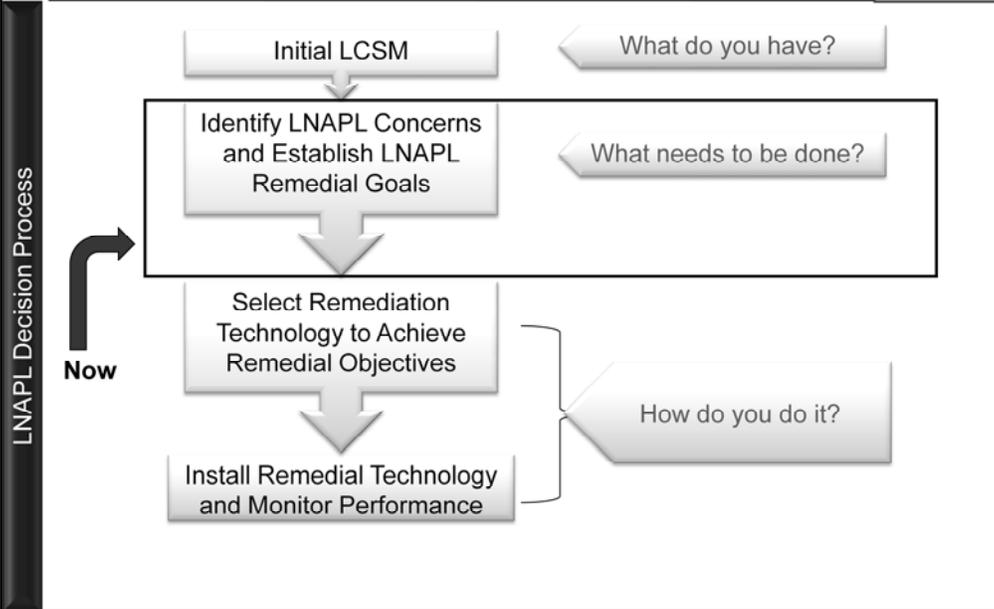 LNAPL Decision Process
Initial LCSM
What do you have?
Identify LNAPL Concerns
and Establish LNAPL
Remedial Goals
What needs to be done?
Now
Select Remediation
Technology to Achieve
Remedial Objectives
How do you do it?
Install Remedial Technology
and Monitor Performance